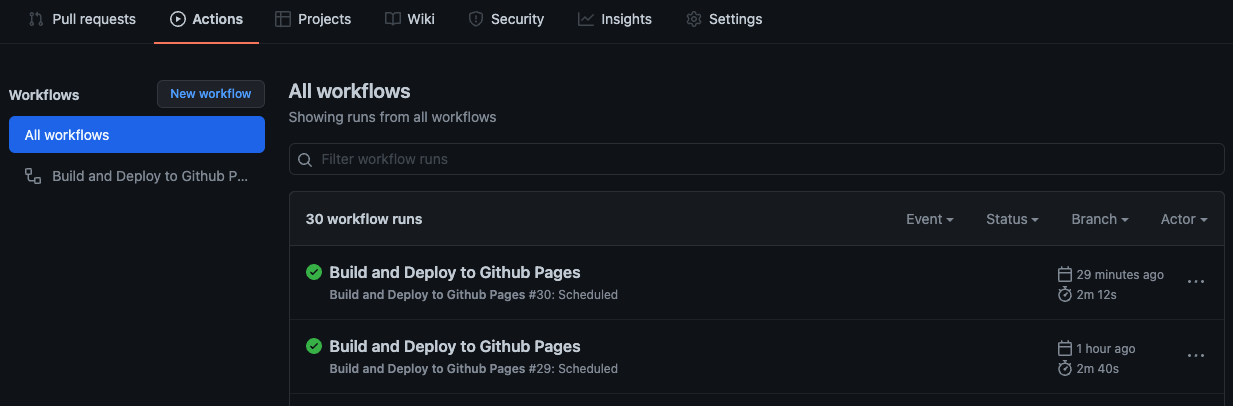 Pull requests Actions Projects Wiki Security Insights Settings
Workflows New workflow
All workflows
Build and Deploy to Github P...
All workflows
Showing runs from all workflows
Filter workflow runs
30 workflow runs Event Status Branch Actor
Build and Deploy to Github Pages
29 minutes ago
Build and Deploy to Github Pages #30: Scheduled
2m 12s
Build and Deploy to Github Pages
1 hour ago
Build and Deploy to Github Pages #29: Scheduled
2m 40s